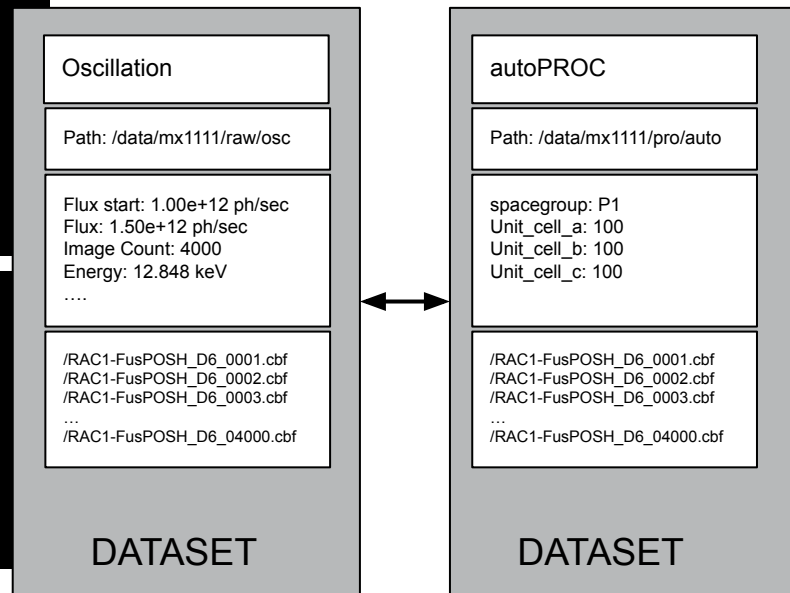 Oscillation
Path: /data/mx1111/raw/osc
Flux start: 1.00e+12 ph/sec
Flux: 1.50e+12 ph/sec
Image Count: 4000
Energy: 12.848 keV
….
/RAC1-FusPOSH_D6_0001.cbf
/RAC1-FusPOSH_D6_0002.cbf
/RAC1-FusPOSH_D6_0003.cbf
…
/RAC1-FusPOSH_D6_04000.cbf
DATASET
autoPROC
Path: /data/mx1111/pro/auto
spacegroup: P1
Unit_cell_a: 100
Unit_cell_b: 100
Unit_cell_c: 100
/RAC1-FusPOSH_D6_0001.cbf
/RAC1-FusPOSH_D6_0002.cbf
/RAC1-FusPOSH_D6_0003.cbf
…
/RAC1-FusPOSH_D6_04000.cbf
DATASET